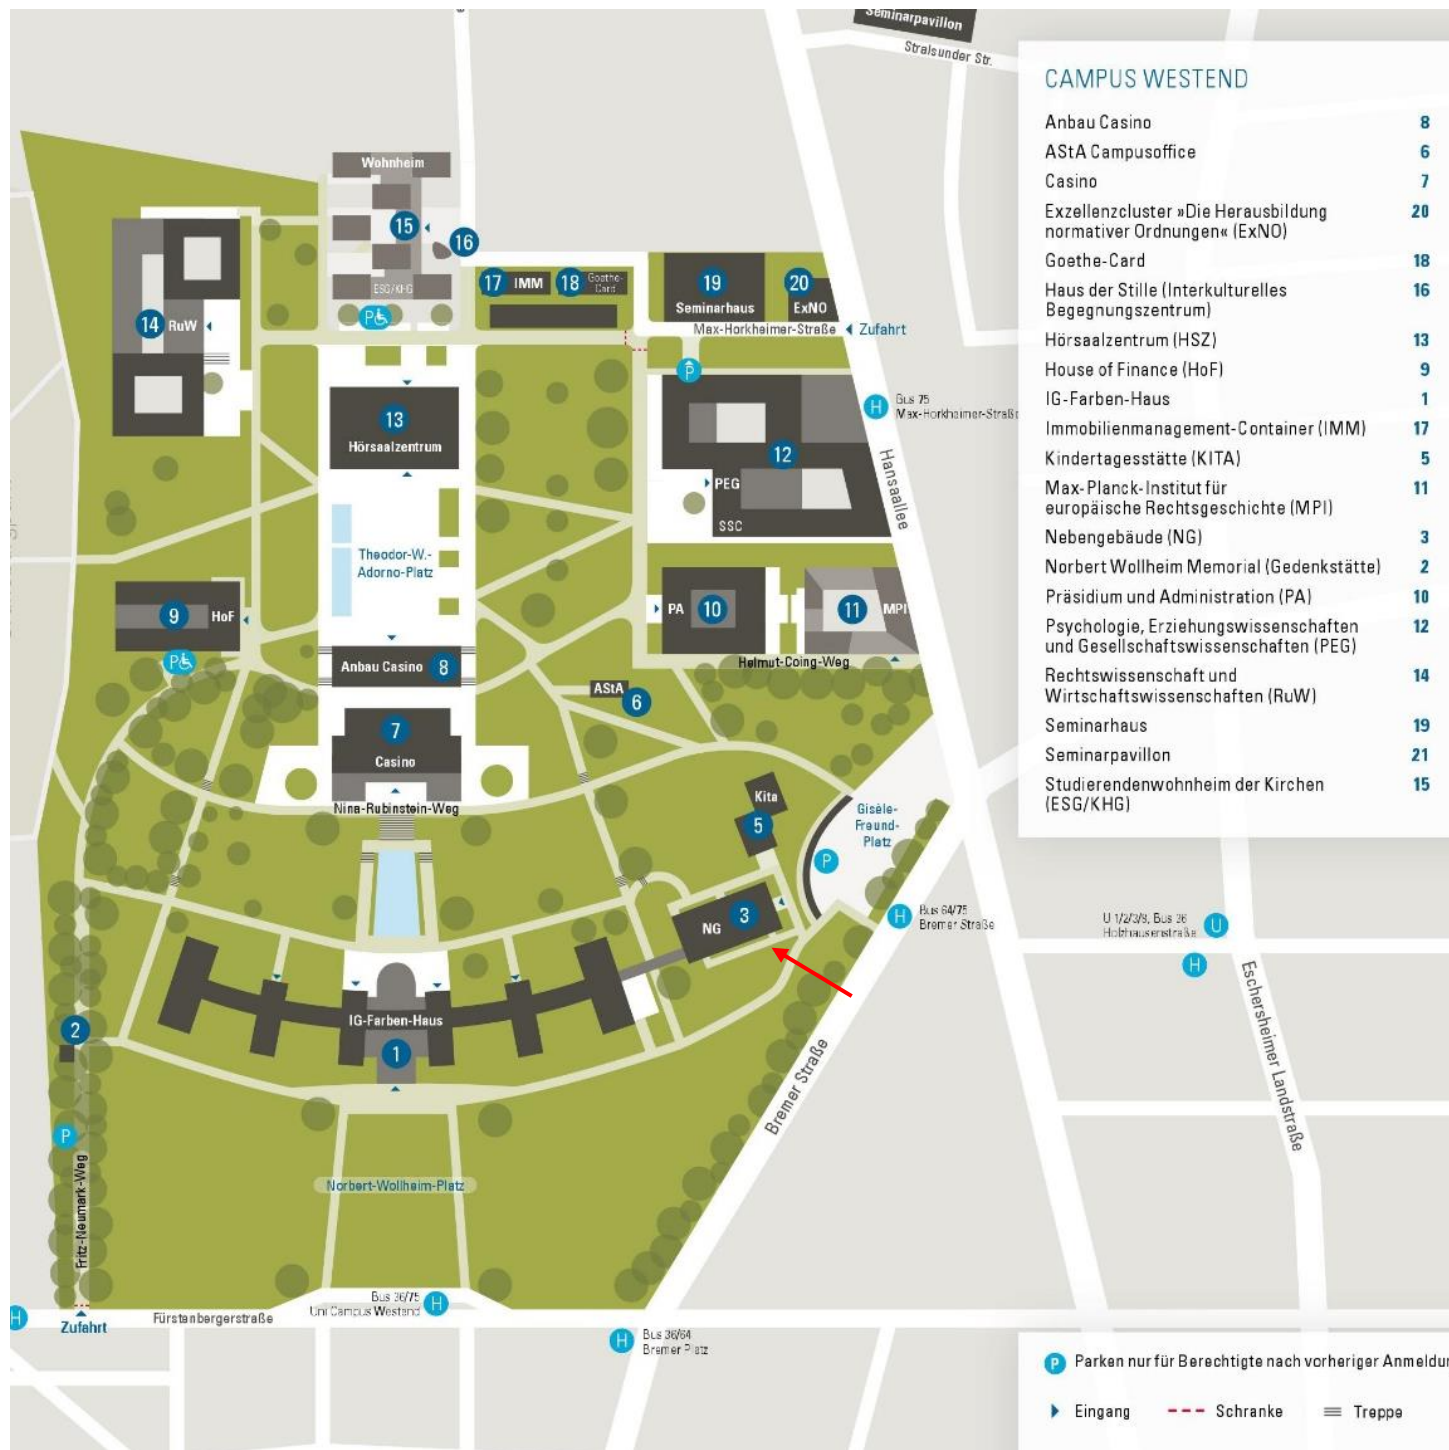 Seminarpavillon
Stralsunder Str.
CAMPUS WESTEND
Anbau Casino 8
AStA Campusoffice 6
Casino 7
Exzellenzcluster »Die Herausbildung 20
normativer Ordnungen« (ExNO)
Goethe-Card 18
Haus der Stille (Interkulturelles 16
Begegnungszentrum)
Hörsaalzentrum (HSZ) 13
House of Finance (HoF) 9
IG-Farben-Haus 1
Immobilienmanagement-Container (IMM) 17
Kindertagesstätte (KITA) 5
Max-Planck-Institut für 11
europäische Rechtsgeschichte (MPI)
Nebengebäude (NG) 3
Norbert Wollheim Memorial (Gedenkstätte) 2
Präsidium und Administration (PA) 10
Psychologie, Erziehungswissenschaften 12
und Gesellschaftswissenschaften (PEG)
Rechtswissenschaft und 14
Wirtschaftswissenschaften (RuW)
Seminarhaus 19
Seminarpavillon 21
Studierendenwohnheim der Kirchen 15
(ESG/KHG)
Wohnheim
15
16
ESG/KHG
P
17 IMM
18 Goethe-
Card
19
Seminarhaus
20
ExNO
14 RuW
Max-Horkheimer-Straße
Zufahrt
P
H Bus 75
Max-Horkheimer-Straße
13
Hörsaalzentrum
12
PEG
SSC
Hansaallee
Theodor-W.-
Adorno-Platz
9 HoF
P
PA 10
11 MPI
Helmut-Coing-Weg
Anbau Casino 8
AStA
6
7
Casino
Nina-Rubinstein-Weg
Kita
5
Gisèle-
Freund-
Platz
P
3
NG
H Bus 64/75
Bremer Straße
U 1/2/3/8, Bus 36
Holzhausenstraße
U
H
Eschersheimer Landstraße
IG-Farben-Haus
1
2
Bremer Straße
P
Fritz-Neumark-Weg
Norbert-Wollheim-Platz
Bus 36/75
Uni Campus Westend
H
H
Zufahrt
Fürstenbergerstraße
H Bus 36/64
Bremer Platz
P Parken nur für Berechtigte nach vorheriger Anmeldu
Eingang
Schranke
Treppe